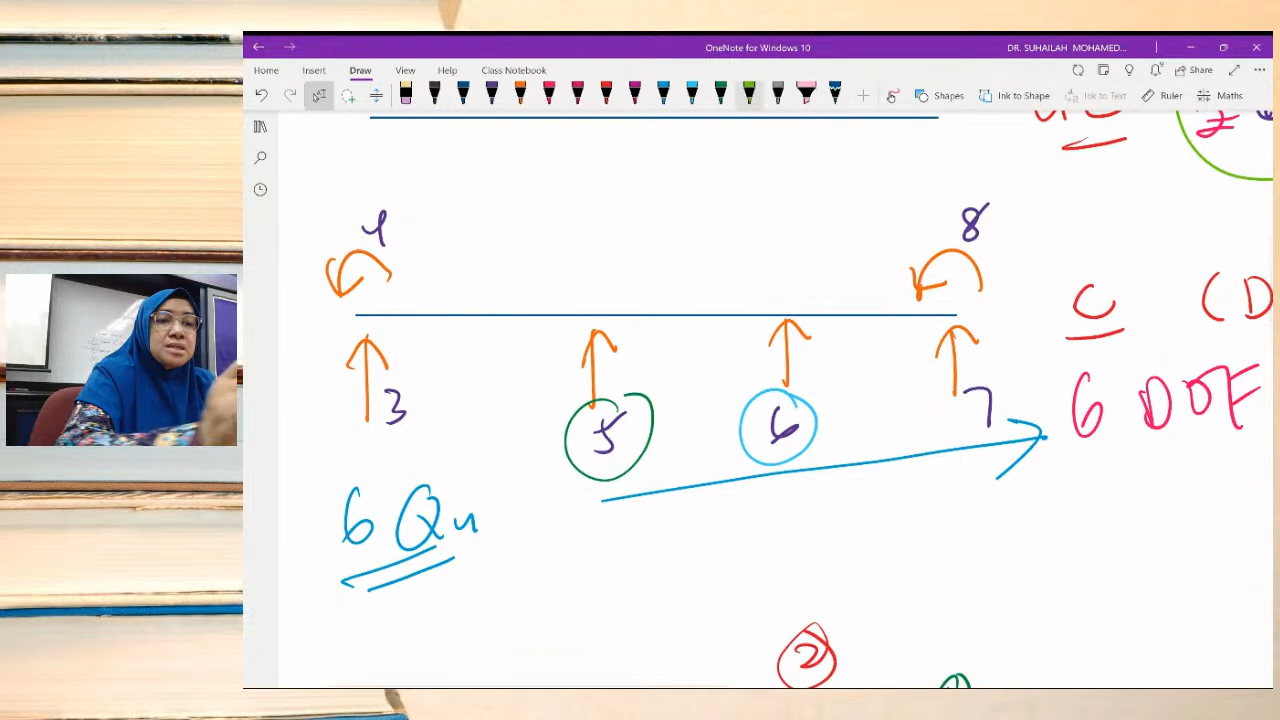 OneNote for Windows 10
DR. SUHAILAH MOHAMED...
Home Insert Draw View Help Class Notebook
Share
Shapes Ink to Shape Ink to Text Ruler Maths
2
4
8
C (D
3
5
6
7
6 DOF
6 Qu
2